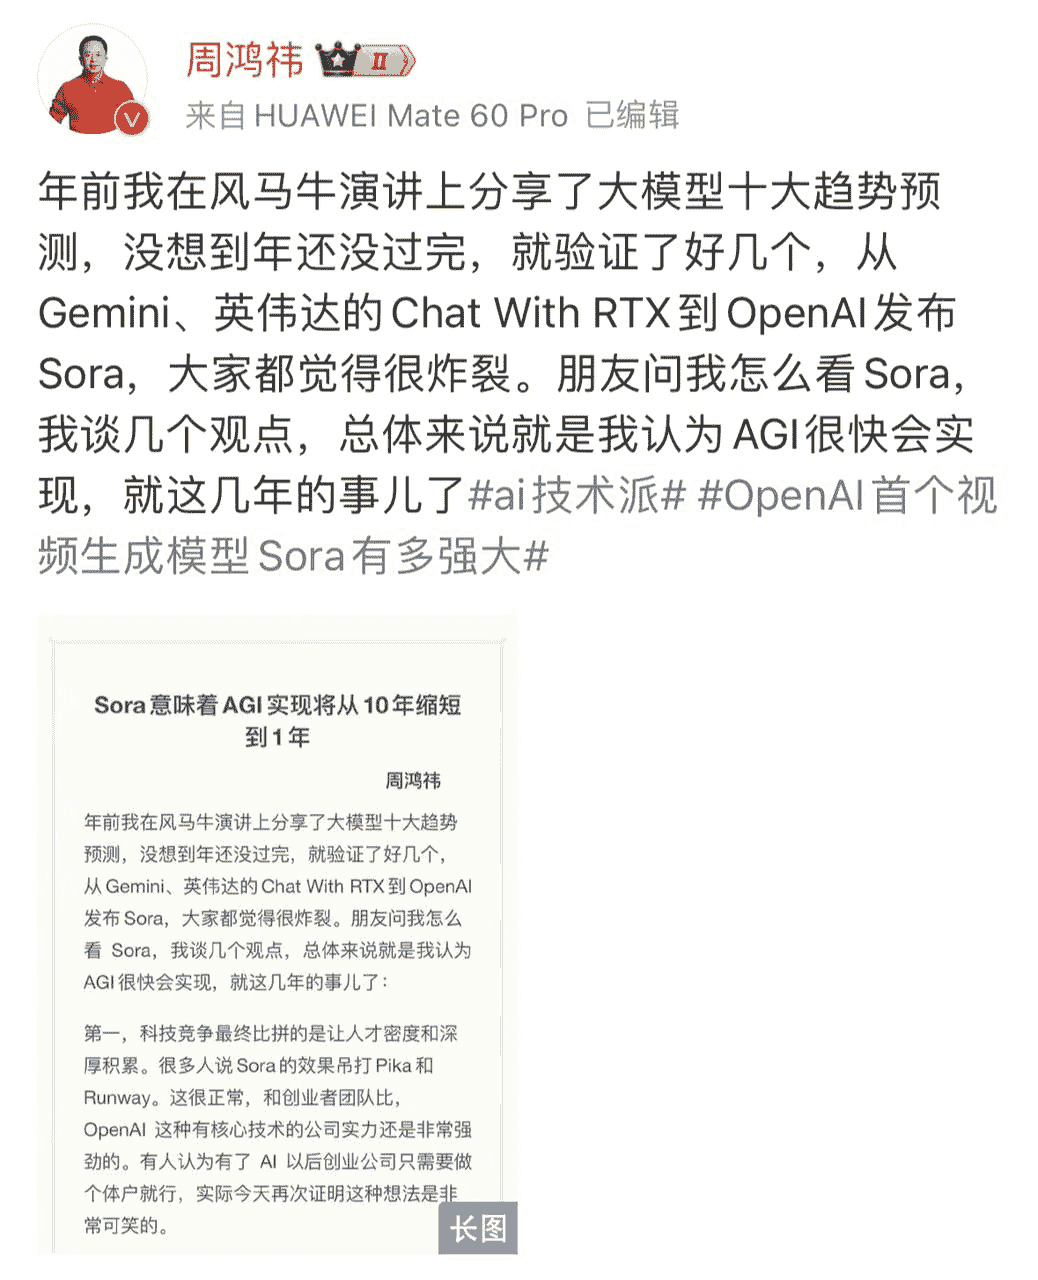 周鸿祎 II
来自 HUAWEI Mate 60 Pro 已编辑
年前我在风马牛演讲上分享了大模型十大趋势预
测，没想到年还没过完，就验证了好几个，从
Gemini、英伟达的Chat With RTX到OpenAI发布
Sora，大家都觉得很炸裂。朋友问我怎么看Sora，
我谈几个观点，总体来说就是我认为AGI很快会实
现，就这几年的事儿了#ai技术派# #OpenAI首个视
频生成模型Sora有多强大#
Sora意味着AGI实现将从10年缩短
到1年
周鸿祎
年前我在风马牛演讲上分享了大模型十大趋势
预测，没想到年还没过完，就验证了好几个，
从Gemini、英伟达的Chat With RTX到OpenAI
发布Sora，大家都觉得很炸裂。朋友问我怎么
看 Sora，我谈几个观点，总体来说就是我认为
AGI很快会实现，就这几年的事儿了：
第一，科技竞争最终比拼的是让人才密度和深
厚积累。很多人说Sora的效果吊打Pika和
Runway。这很正常，和创业者团队比，
OpenAI 这种有核心技术的公司实力还是非常强
劲的。有人认为有了 AI 以后创业公司只需要做
个体户就行，实际今天再次证明这种想法是非
常可笑的。
长图